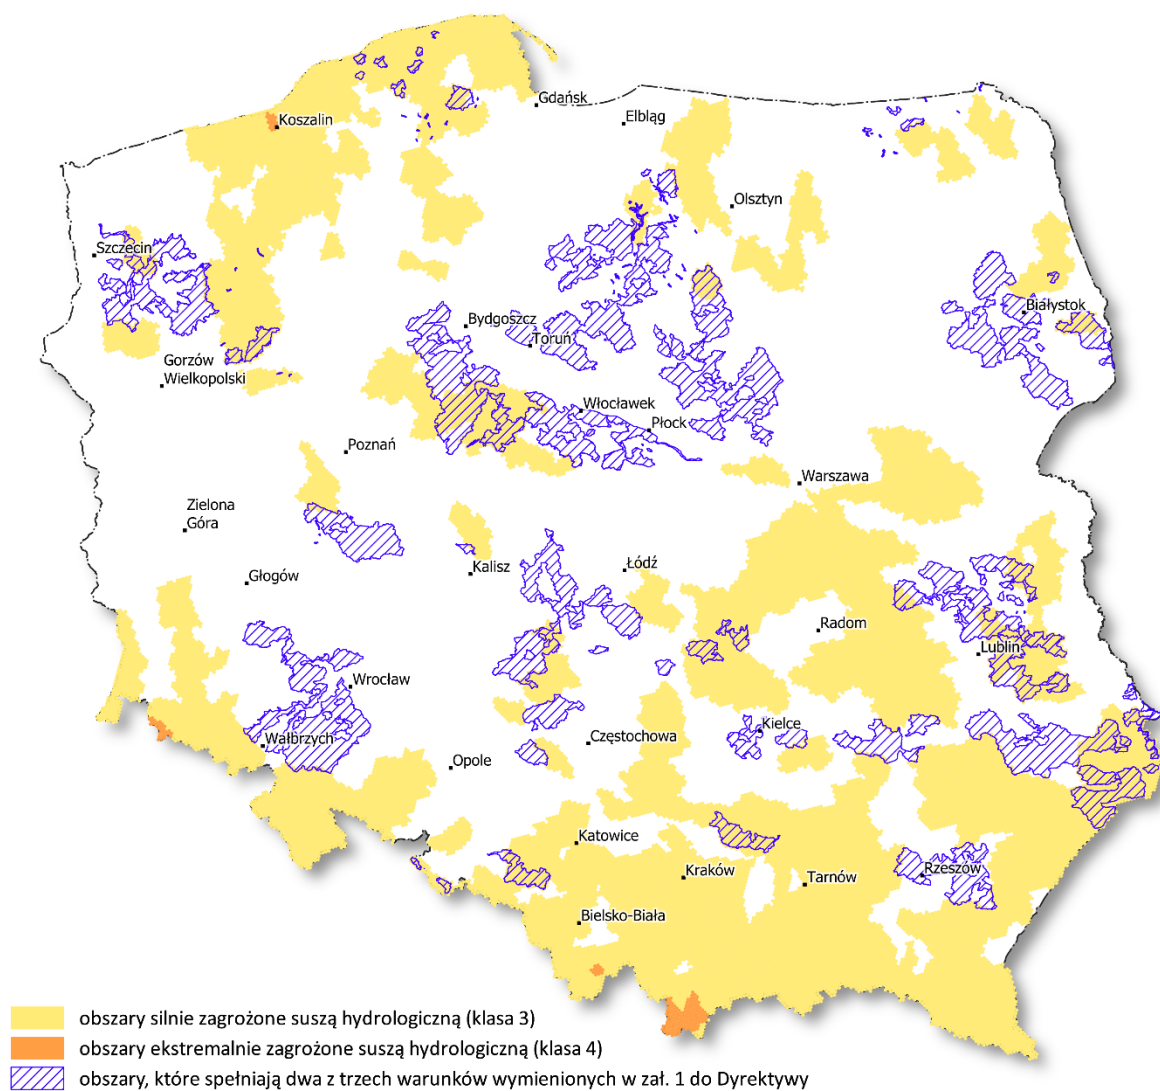 Gdańsk
Koszalin
Elbląg
Olsztyn
Szczecin
Białystok
Bydgoszcz
Toruń
Gorzów
Wielkopolski
Włocławek
Płock
Poznań
Warszawa
Zielona
Góra
Kalisz
Łódź
Głogów
Radom
Lublin
Wrocław
Kielce
Wałbrzych
Częstochowa
Opole
Katowice
Kraków
Tarnów
Rzeszów
Bielsko-Biała
obszary silnie zagrożone suszą hydrologiczną (klasa 3)
obszary ekstremalnie zagrożone suszą hydrologiczną (klasa 4)
obszary, które spełniają dwa z trzech warunków wymienionych w zał. 1 do Dyrektywy